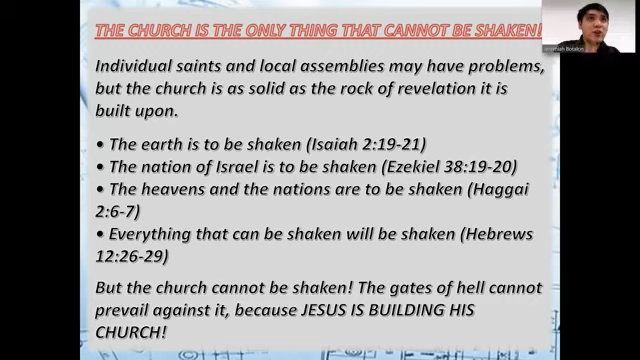 THE CHURCH IS THE ONLY THING THAT CANNOT BE SHAKEN!
Individual saints and local assemblies may have problems,
but the church is as solid as the rock of revelation it is
built upon.
• The earth is to be shaken (Isaiah 2:19-21)
• The nation of Israel is to be shaken (Ezekiel 38:19-20)
• The heavens and the nations are to be shaken (Haggai
2:6-7)
• Everything that can be shaken will be shaken (Hebrews
12:26-29)
But the church cannot be shaken! The gates of hell cannot
prevail against it, because JESUS IS BUILDING HIS
CHURCH!